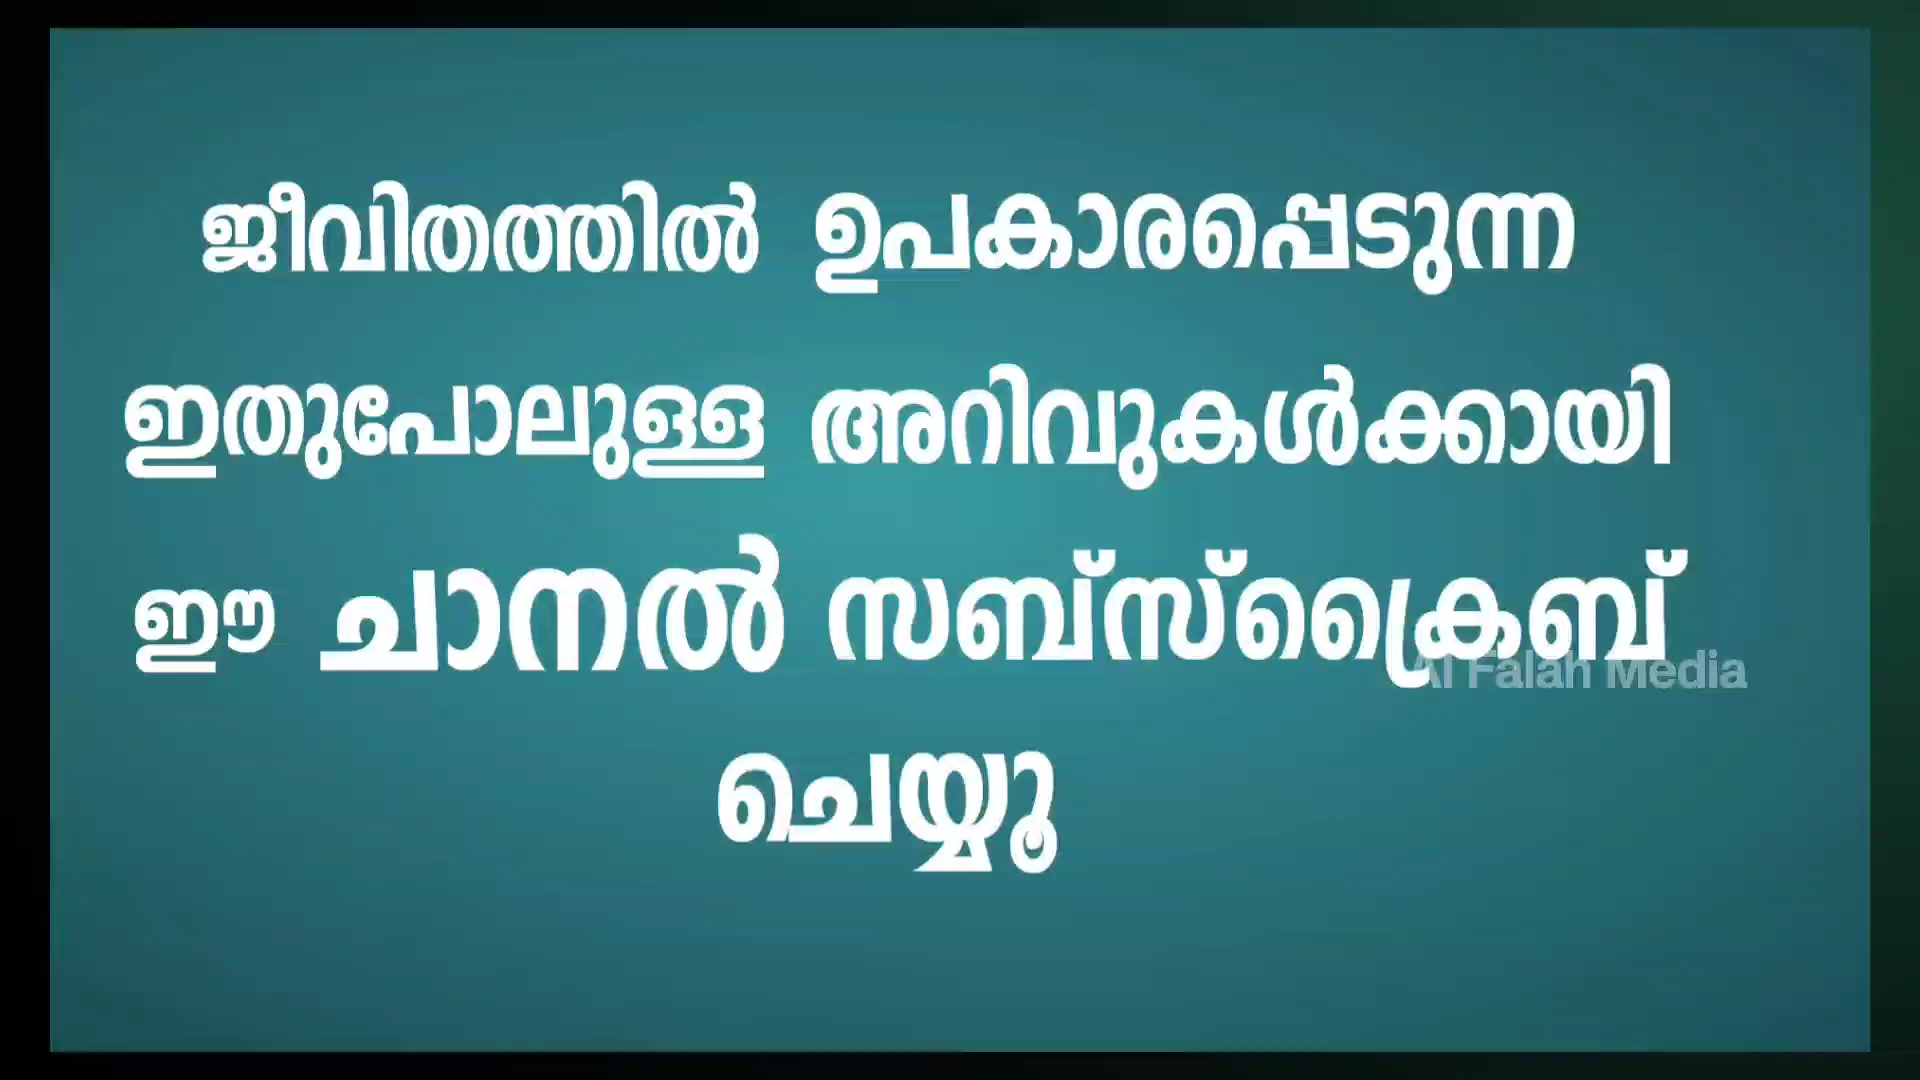 ജീവിതത്തിൽ ഉപകാരപ്പെടുന്ന
ഇതുപോലുള്ള അറിവുകൾക്കായി
ഈ ചാനൽ സബ്സ്ക്രൈബ്
Al Falah Media
ചെയ്യൂ